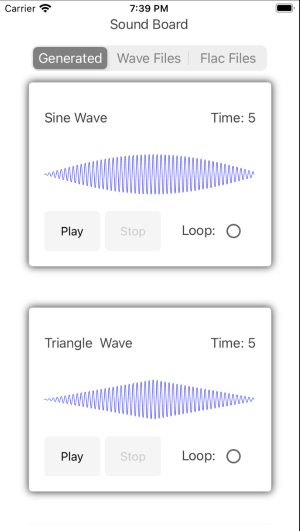 Carrier 7:39 PM
Sound Board
Generated Wave Files Flac Files
Sine Wave Time: 5
Play Stop Loop:
Triangle Wave Time: 5
Play Stop Loop: